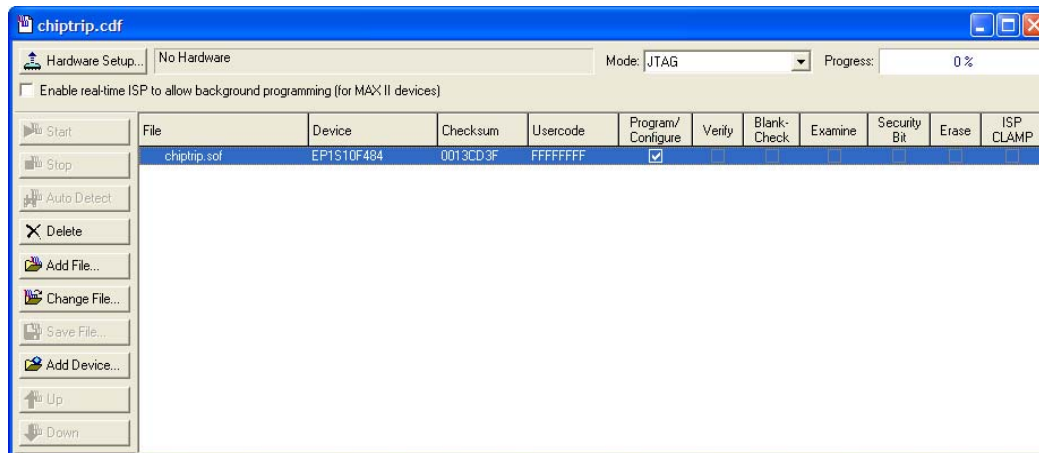 chiptrip.cdf
Hardware Setup... No Hardware Mode: JTAG Progress: 0 %
Enable real-time ISP to allow background programming (for MAX II devices)
Start
Stop
Auto Detect
Delete
Add File...
Change File...
Save File...
Add Device...
Up
Down
File Device Checksum Usercode Program/ Configure Verify Blank- Check Examine Security Bit Erase ISP CLAMP
chiptrip.sof EP1S10F484 0013CD3F FFFFFFFF